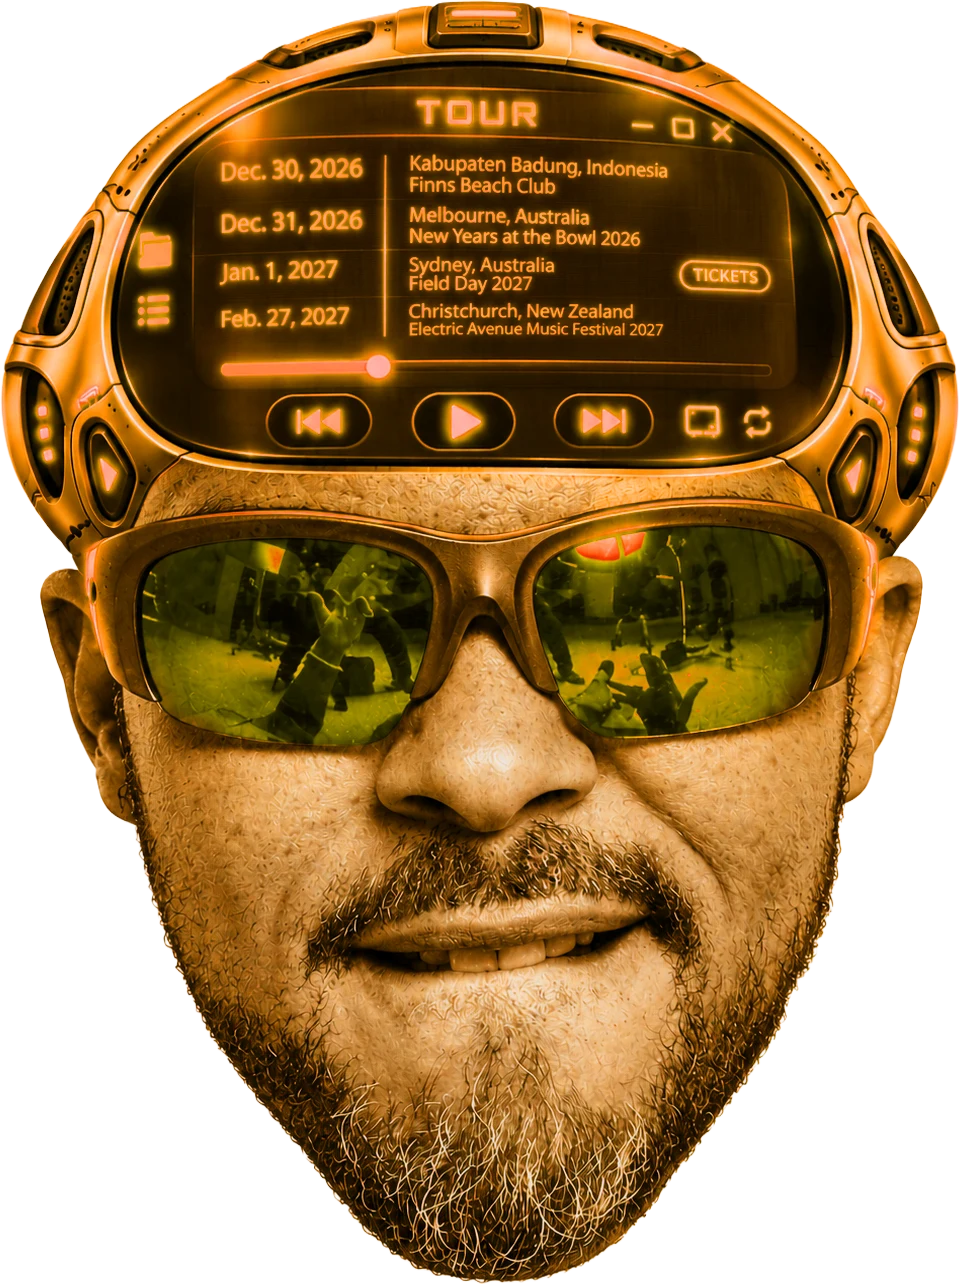 TOUR
Dec. 30, 2026
Kabupaten Badung, Indonesia
Finns Beach Club
Dec. 31, 2026
Melbourne, Australia
New Years at the Bowl 2026
Jan. 1, 2027
Sydney, Australia
Field Day 2027
TICKETS
Feb. 27, 2027
Christchurch, New Zealand
Electric Avenue Music Festival 2027